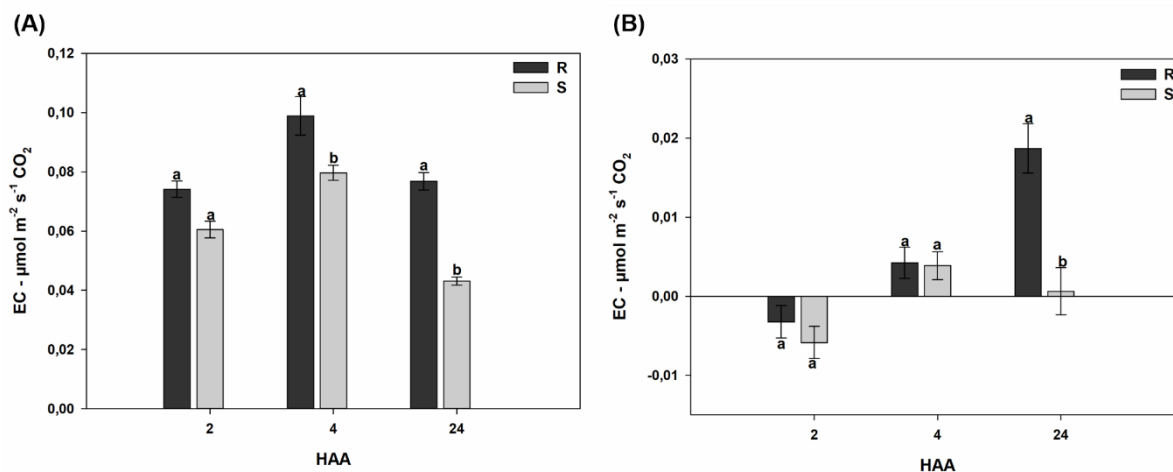 (A)
0,12
0,10
0,08
0,06
0,04
0,02
0,00
EC - µmol m⁻² s⁻¹ CO₂
R
S
a
a
a
b
a
b
2
4
24
HAA
(B)
0,03
0,02
0,01
0,00
-0,01
EC - µmol m⁻² s⁻¹ CO₂
R
S
a
a
a
a
a
b
2
4
24
HAA